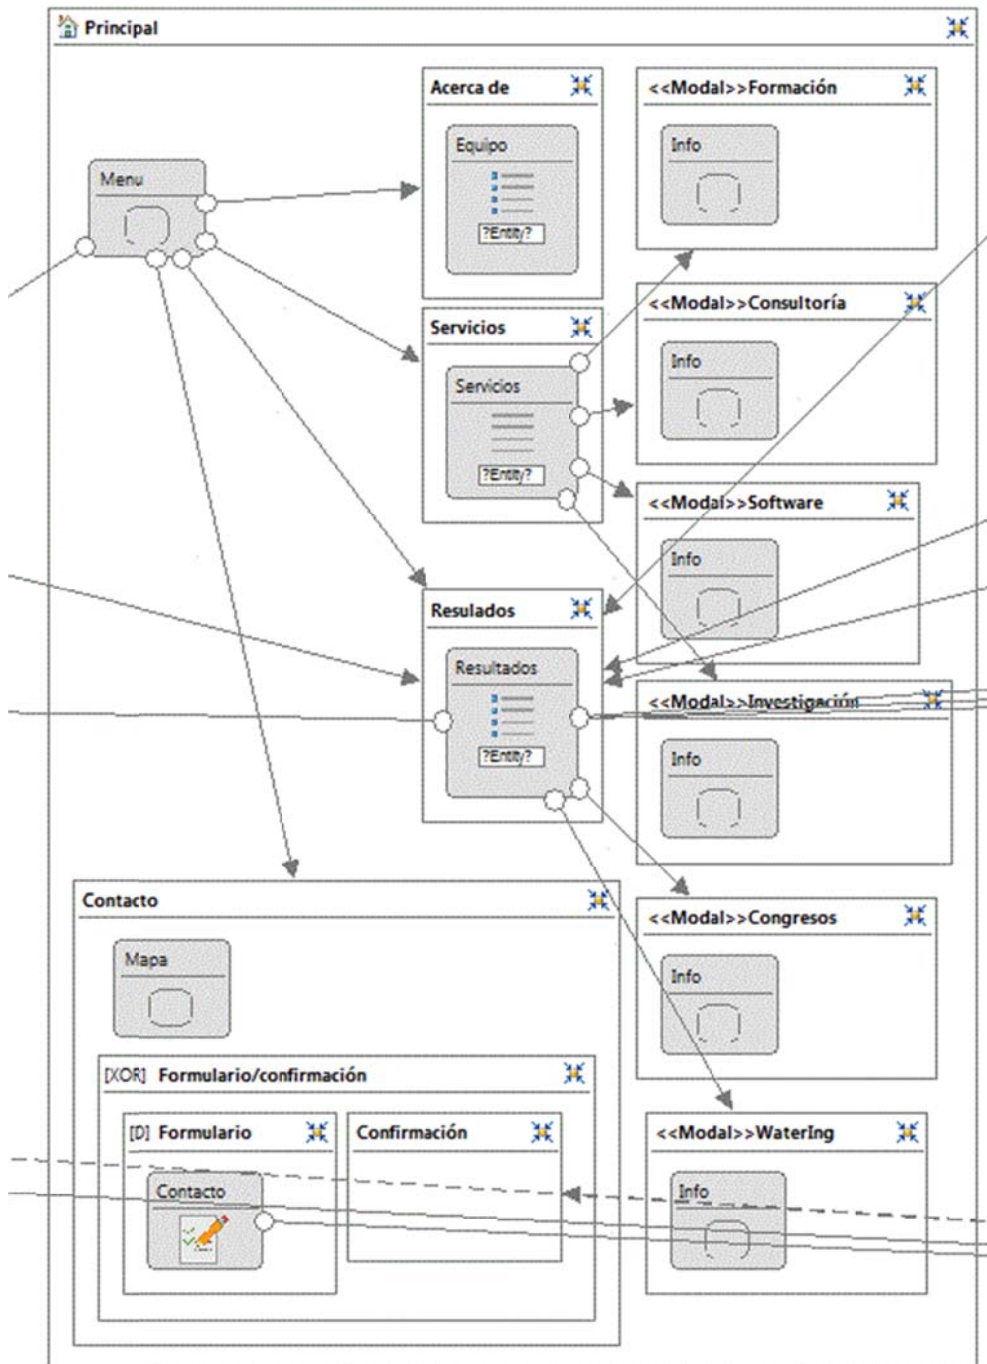 Principal
Menu
Acerca de
Equipo
?Entity?
Servicios
Servicios
?Entity?
Resulados
Resultados
?Entity?
<<Modal>>Formación
Info
<<Modal>>Consultoría
Info
<<Modal>>Software
Info
<<Modal>>Investigación
Info
<<Modal>>Congresos
Info
<<Modal>>WaterIng
Info
Contacto
Mapa
[XOR] Formulario/confirmación
[D] Formulario
Contacto
Confirmación